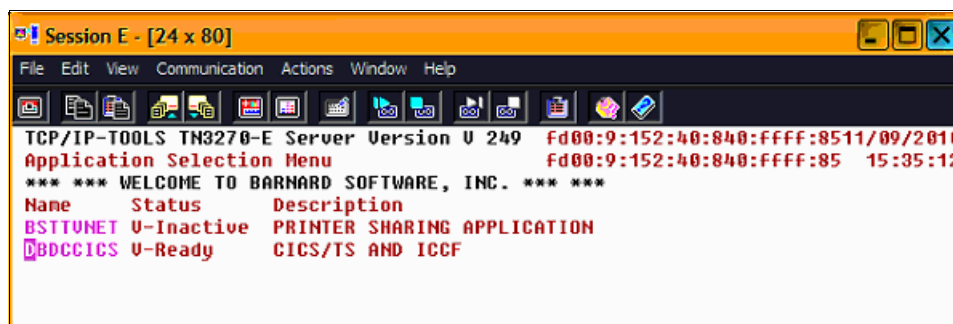 Session E - [24 x 80]
File Edit View Communication Actions Window Help
TCP/IP-TOOLS TN3270-E Server Version V 249 fd00:9:152:40:840:ffff:8511/09/2010
Application Selection Menu fd00:9:152:40:840:ffff:85 15:35:12
*** *** WELCOME TO BARNARD SOFTWARE, INC. *** ***
Name Status Description
BSTTVNET V-Inactive PRINTER SHARING APPLICATION
DBDCCICS V-Ready CICS/TS AND ICCF